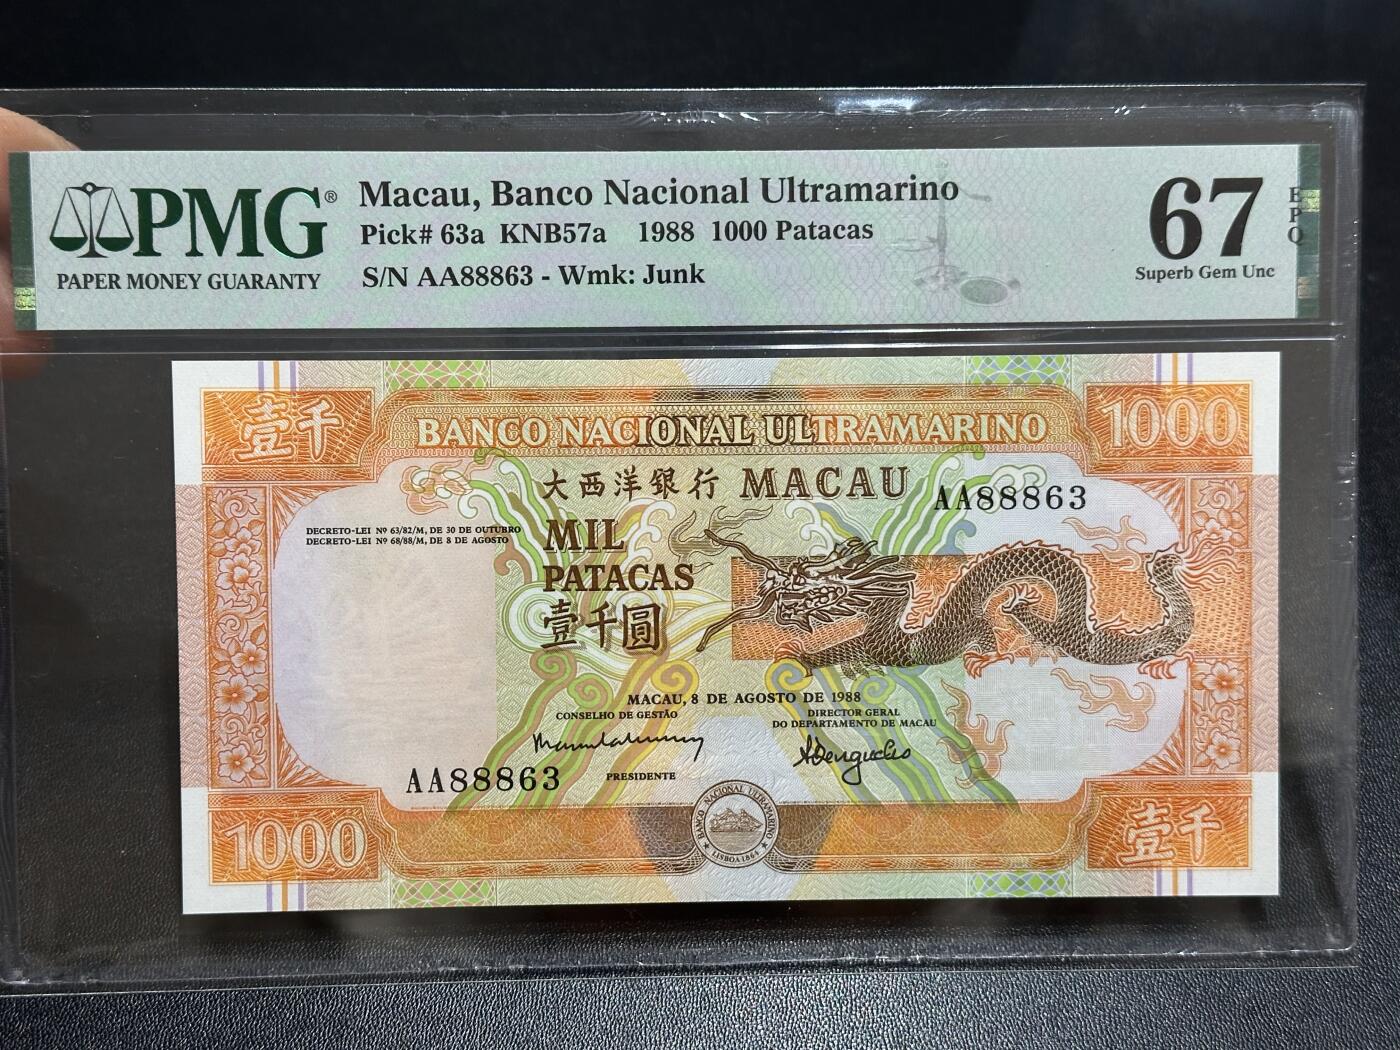 PMG®
PAPER MONEY GUARANTY
Macau, Banco Nacional Ultramarino
Pick# 63a KNB57a 1988 1000 Patacas
S/N AA88863 - Wmk: Junk
67
EPQ
Superb Gem Unc
壹千
BANCO NACIONAL ULTRAMARINO
1000
大西洋銀行 MACAU
AA88863
DECRETO-LEI Nº 63/82/M, DE 30 DE OUTUBRO
DECRETO-LEI Nº 68/88/M, DE 8 DE AGOSTO
MIL
PATACAS
壹千圓
MACAU, 8 DE AGOSTO DE 1988
CONSELHO DE GESTÃO
PRESIDENTE
DIRECTOR GERAL
DO DEPARTAMENTO DE MACAU
AA88863
1000
BANCO NACIONAL ULTRAMARINO
LISBOA 1864
壹千